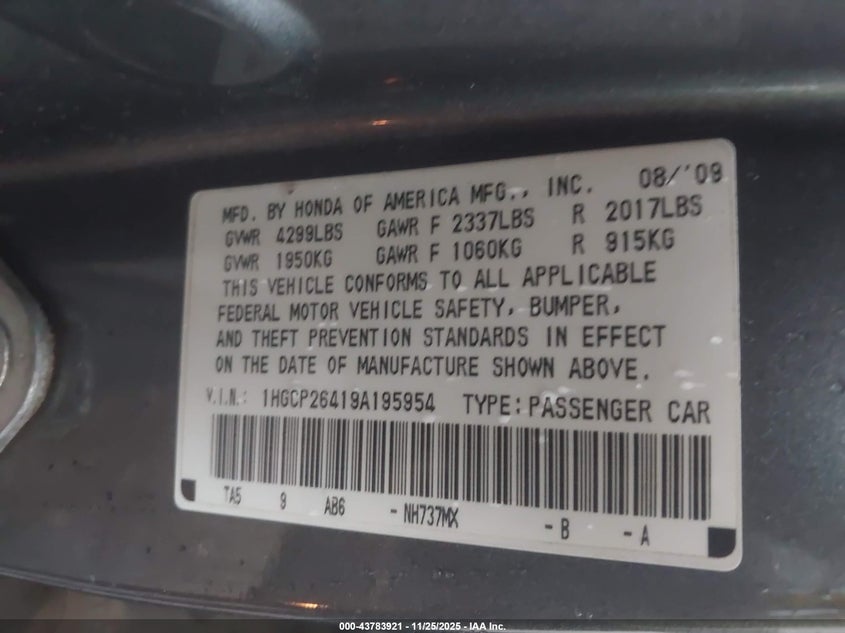 MFD. BY HONDA OF AMERICA MFG., INC. 08/'09
GVWR 4299LBS GAWR F 2337LBS R 2017LBS
GVWR 1950KG GAWR F 1060KG R 915KG
THIS VEHICLE CONFORMS TO ALL APPLICABLE
FEDERAL MOTOR VEHICLE SAFETY, BUMPER,
AND THEFT PREVENTION STANDARDS IN EFFECT
ON THE DATE OF MANUFACTURE SHOWN ABOVE.
V.I.N.: 1HGCP26419A195954 TYPE: PASSENGER CAR
TA5 9 AB6 - NH737MX - B - A
000-43783921 - 11/25/2025 - IAA Inc.